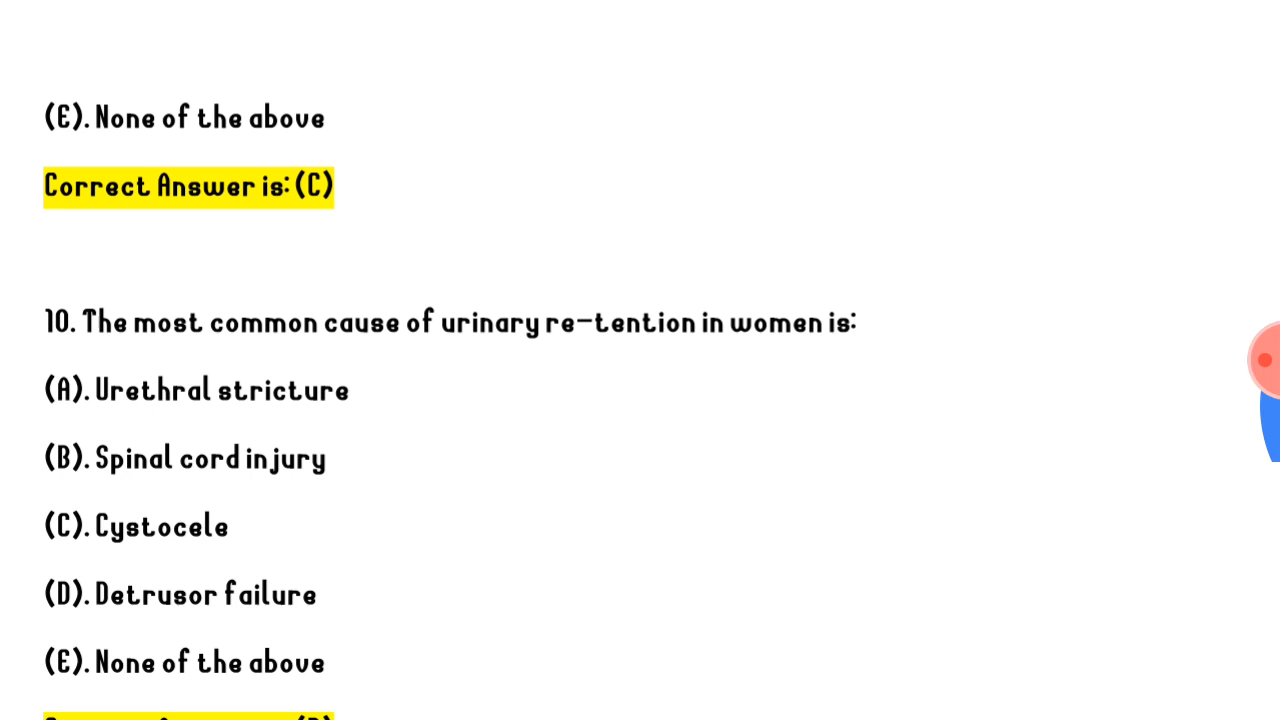 (E). None of the above
Correct Answer is: (C)
10. The most common cause of urinary re-tention in women is:
(A). Urethral stricture
(B). Spinal cord injury
(C). Cystocele
(D). Detrusor failure
(E). None of the above